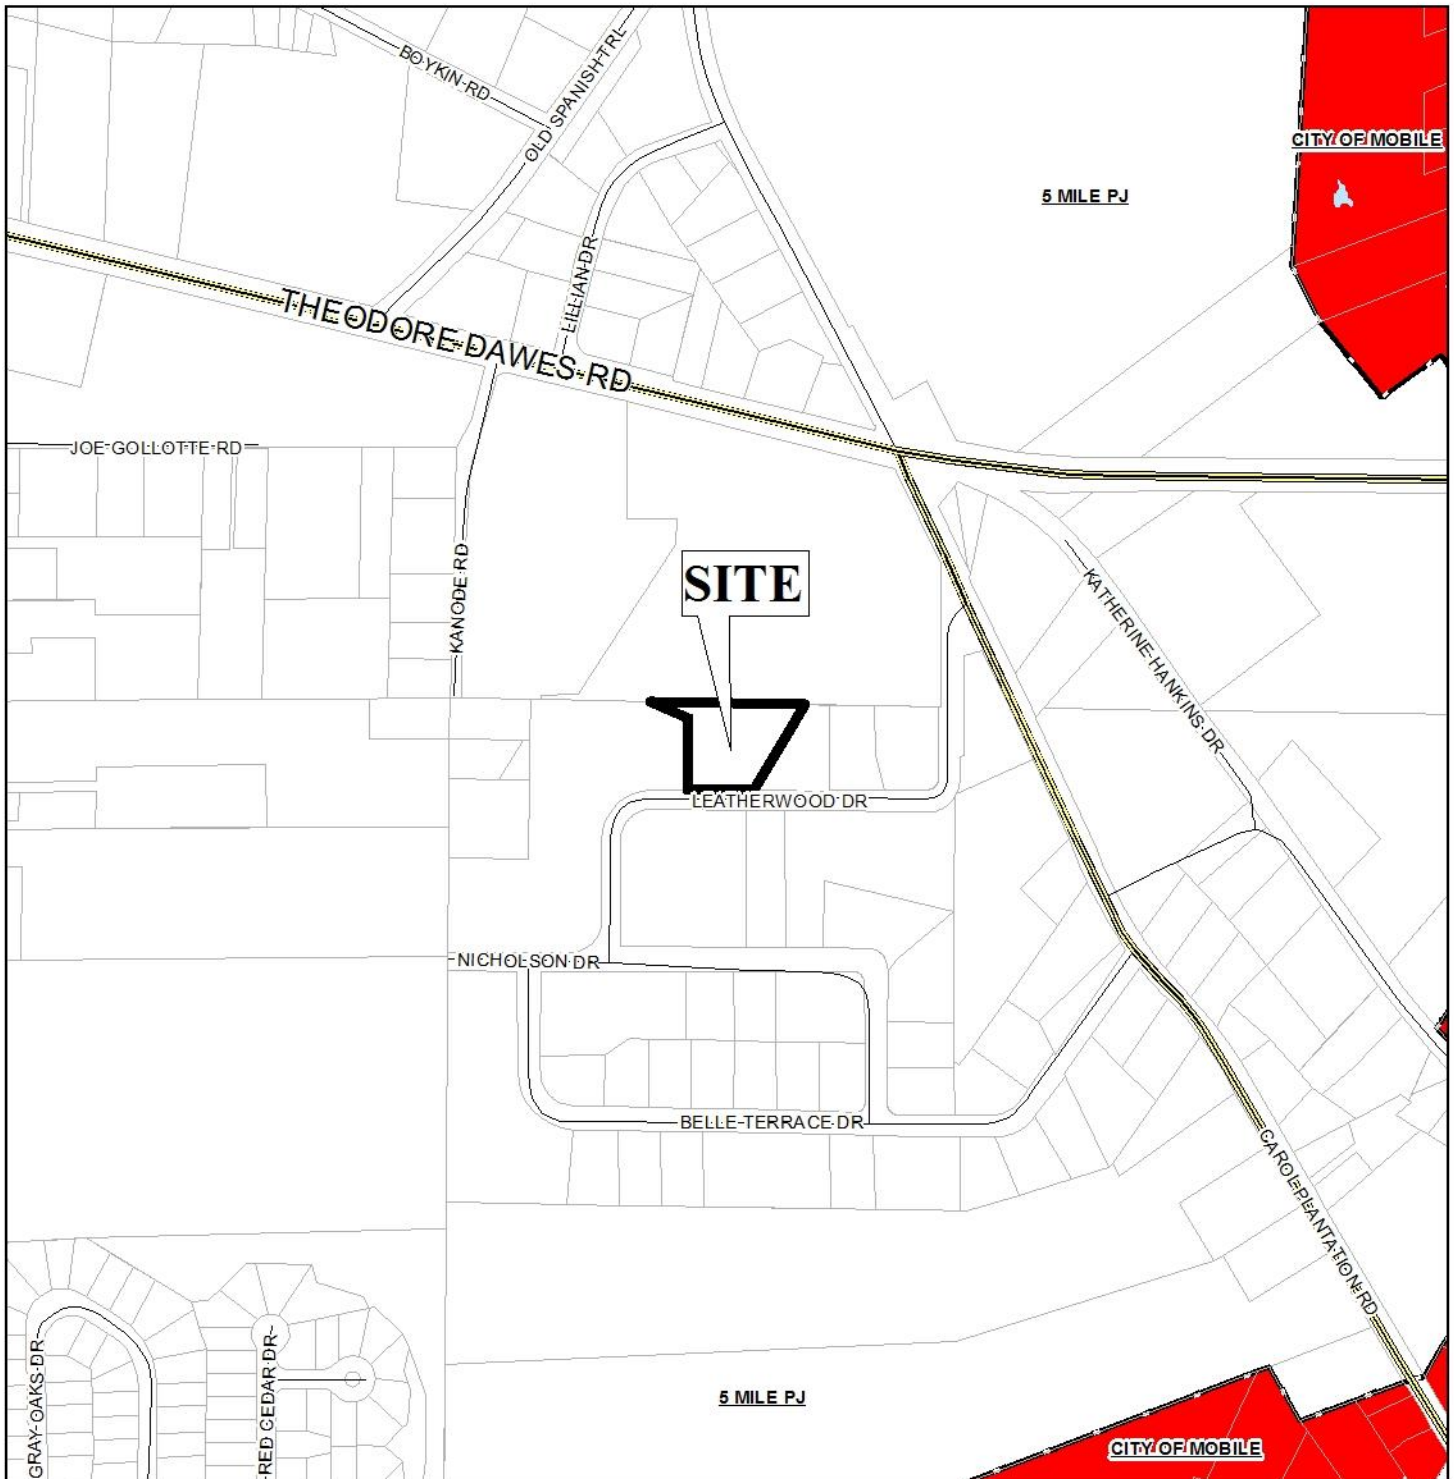 BOYKIN RD
OLD SPANISH TRL
CITY OF MOBILE
5 MILE PJ
LILLIAN DR
THEODORE DAWES RD
JOE GOLLOTTE RD
KANODE RD
SITE
KATHERINE HANKINS DR
LEATHERWOOD DR
NICHOLSON DR
BELLE TERRACE DR
CAROL PLANTATION RD
GRAY OAKS DR
RED CEDAR DR
5 MILE PJ
CITY OF MOBILE